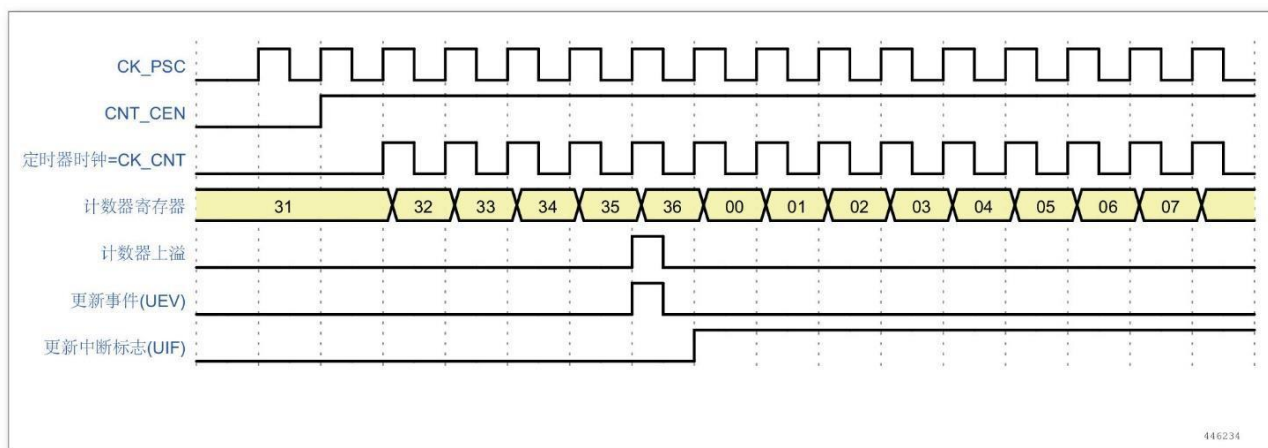 CK_PSC
CNT_CEN
定时器时钟=CK_CNT
计数器寄存器 31 32 33 34 35 36 00 01 02 03 04 05 06 07
计数器上溢
更新事件(UEV)
更新中断标志(UIF)
446234